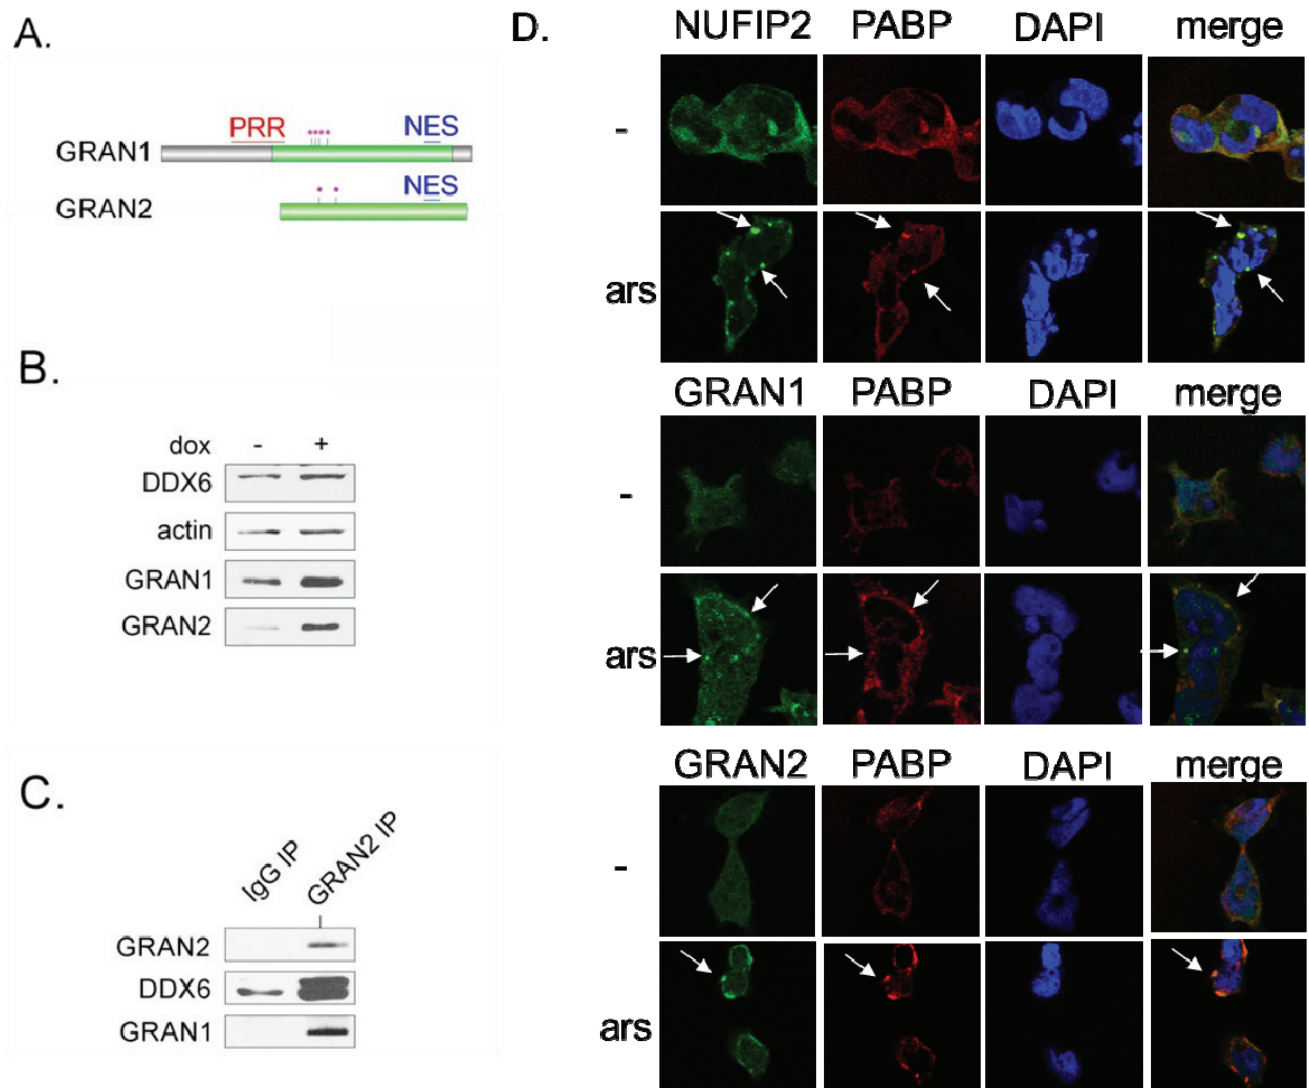 A.
PRR
*****
NES
GRAN1
* *
NES
GRAN2
B.
dox - +
DDX6
actin
GRAN1
GRAN2
C.
IgG IP
GRAN2 IP
GRAN2
DDX6
GRAN1
D.
NUFIP2 PABP DAPI merge
-
ars
GRAN1 PABP DAPI merge
-
ars
GRAN2 PABP DAPI merge
-
ars